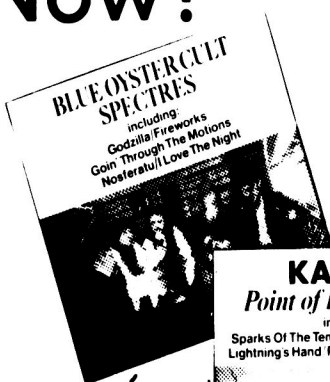 NOW!
BLUE OYSTER CULT
SPECTRES
including:
Godzilla/Fireworks
Goin' Through The Motions
Nosferatu/I Love The Night
KA
Point of
Sparks Of The
Lightning's Hand